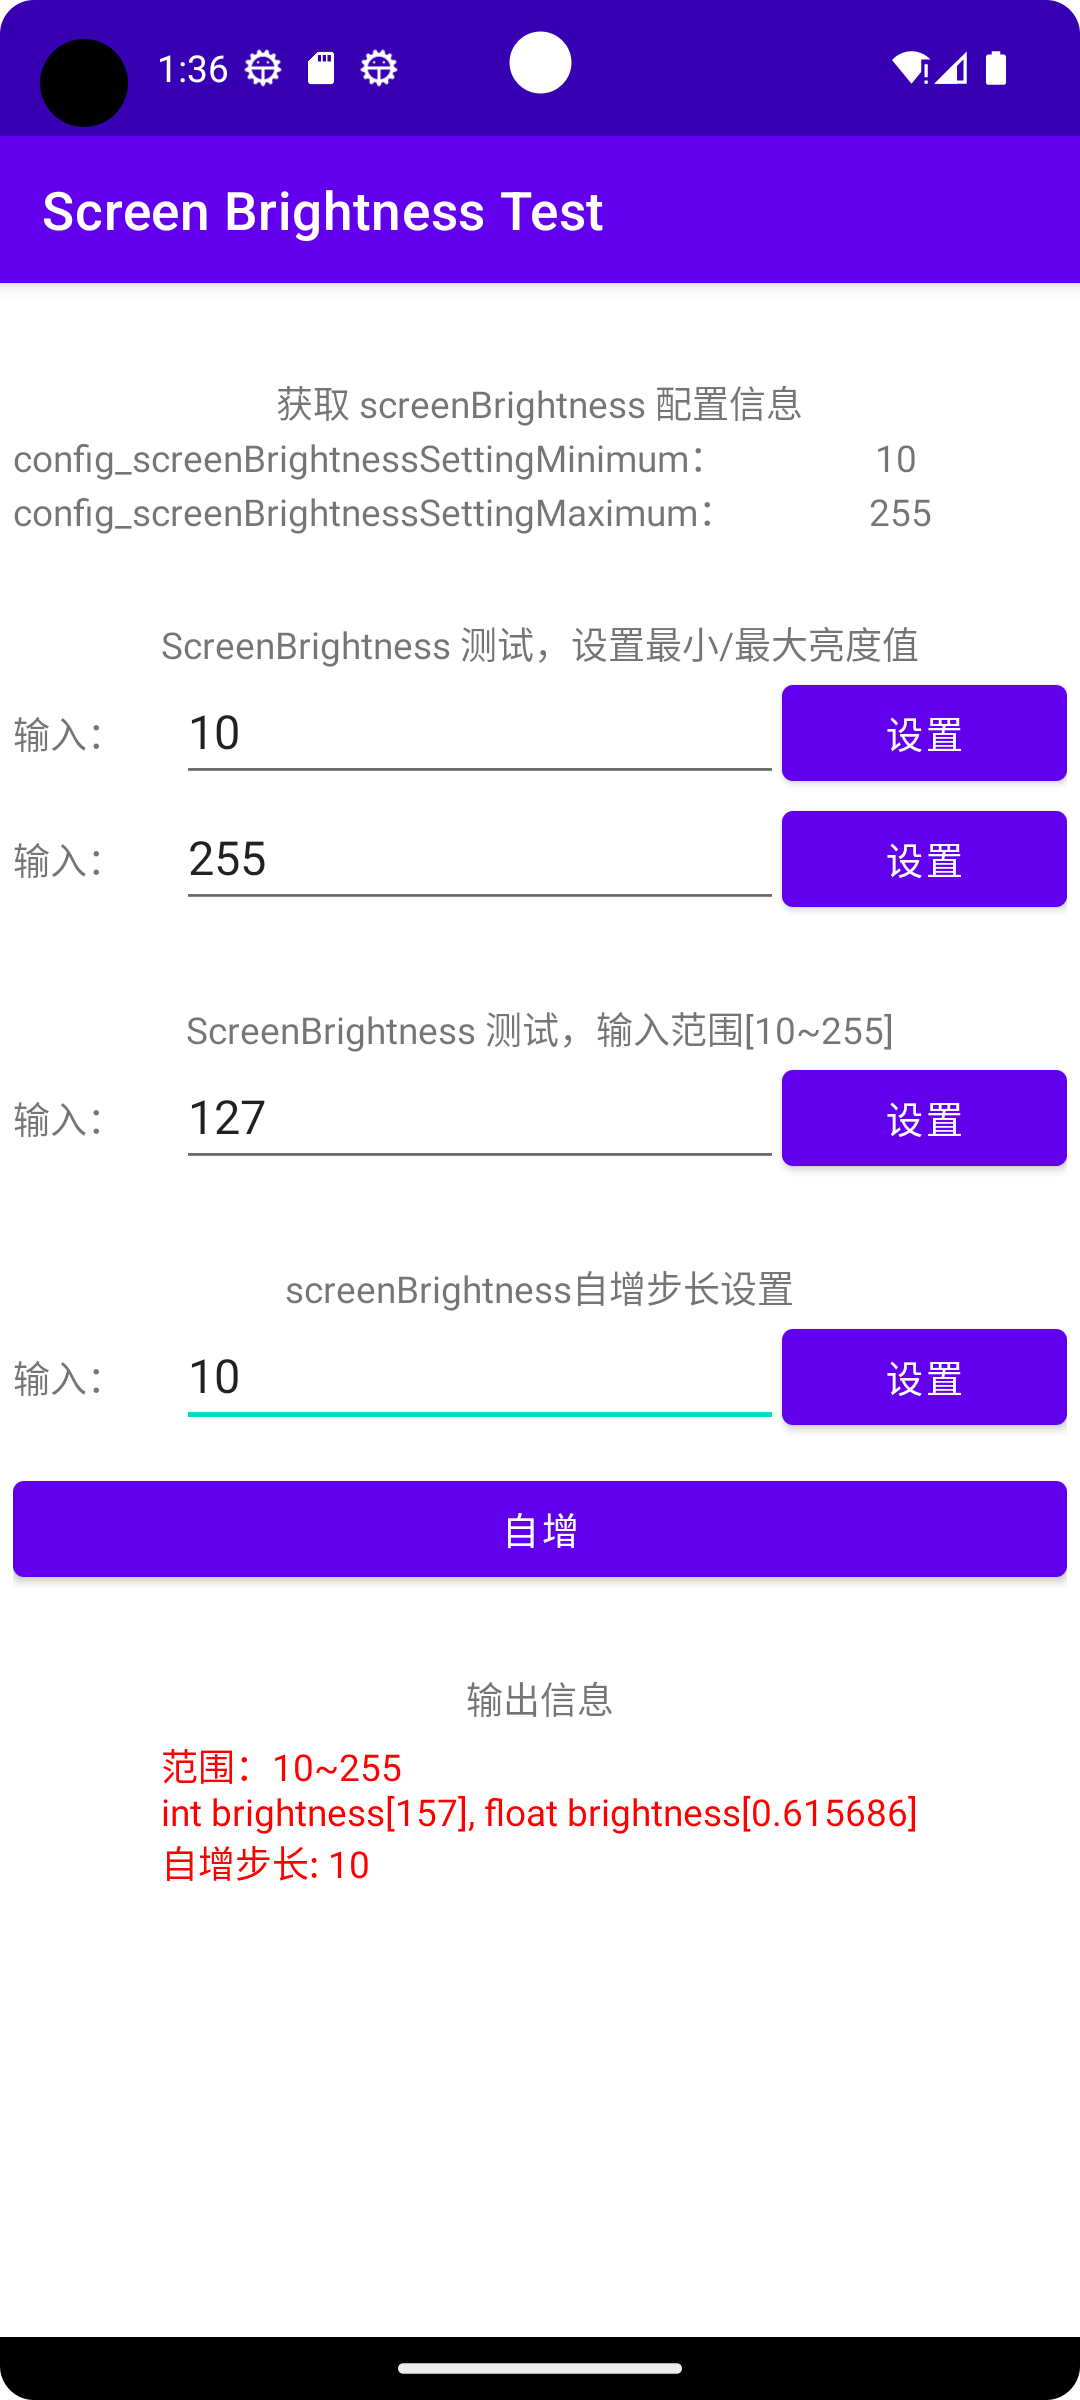 1:36
Screen Brightness Test
获取 screenBrightness 配置信息
config_screenBrightnessSettingMinimum： 10
config_screenBrightnessSettingMaximum： 255
ScreenBrightness 测试，设置最小/最大亮度值
输入： 10 设置
输入： 255 设置
ScreenBrightness 测试，输入范围[10~255]
输入： 127 设置
screenBrightness自增步长设置
输入： 10 设置
自增
输出信息
范围：10~255
int brightness[157], float brightness[0.615686]
自增步长: 10